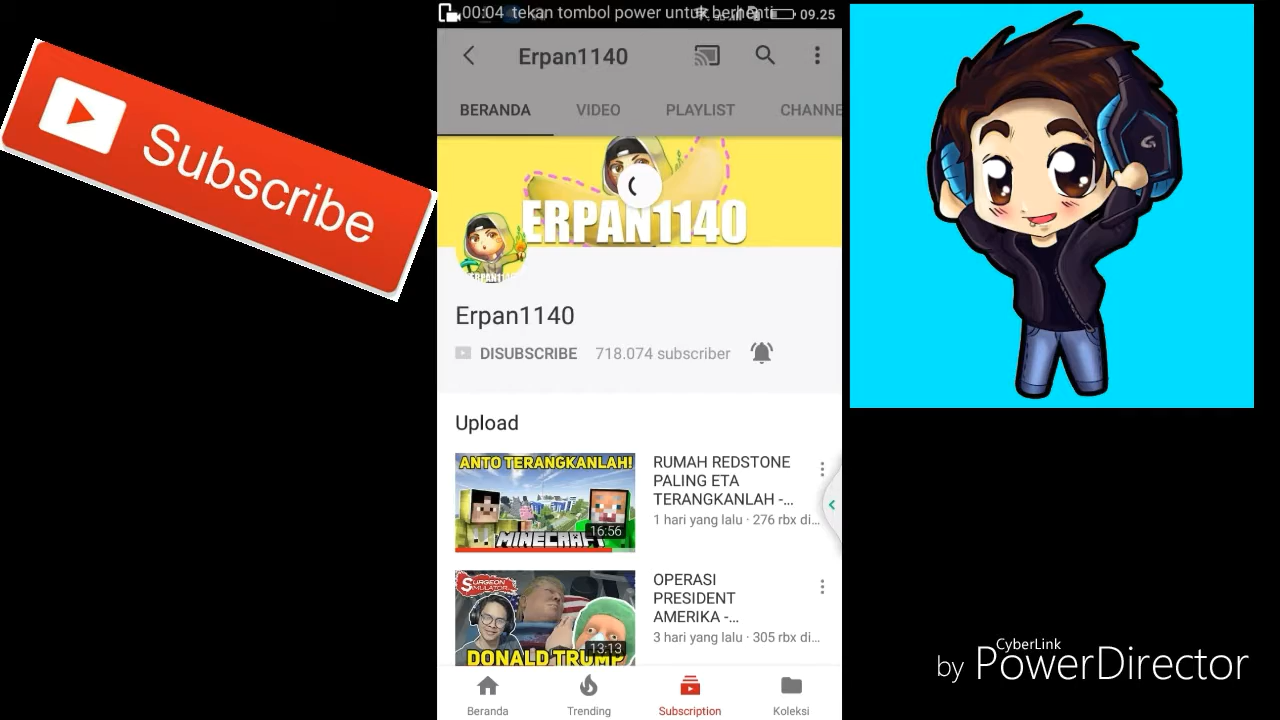 00:04 tekan tombol power untuk berhenti
09.25
Subscribe
Erpan1140
BERANDA VIDEO PLAYLIST CHANNE
ERPAN1140
Erpan1140
DISUBSCRIBE 718.074 subscriber
Upload
ANTO TERANGKANLAH!
MINECRAFT
16:56
RUMAH REDSTONE
PALING ETA
TERANGKANLAH -...
1 hari yang lalu · 276 rbx di...
SURGEON
SIMULATOR
DONALD TRUMP
13:13
OPERASI
PRESIDENT
AMERIKA -...
3 hari yang lalu · 305 rbx di...
Beranda Trending Subscription Koleksi
CyberLink
by PowerDirector